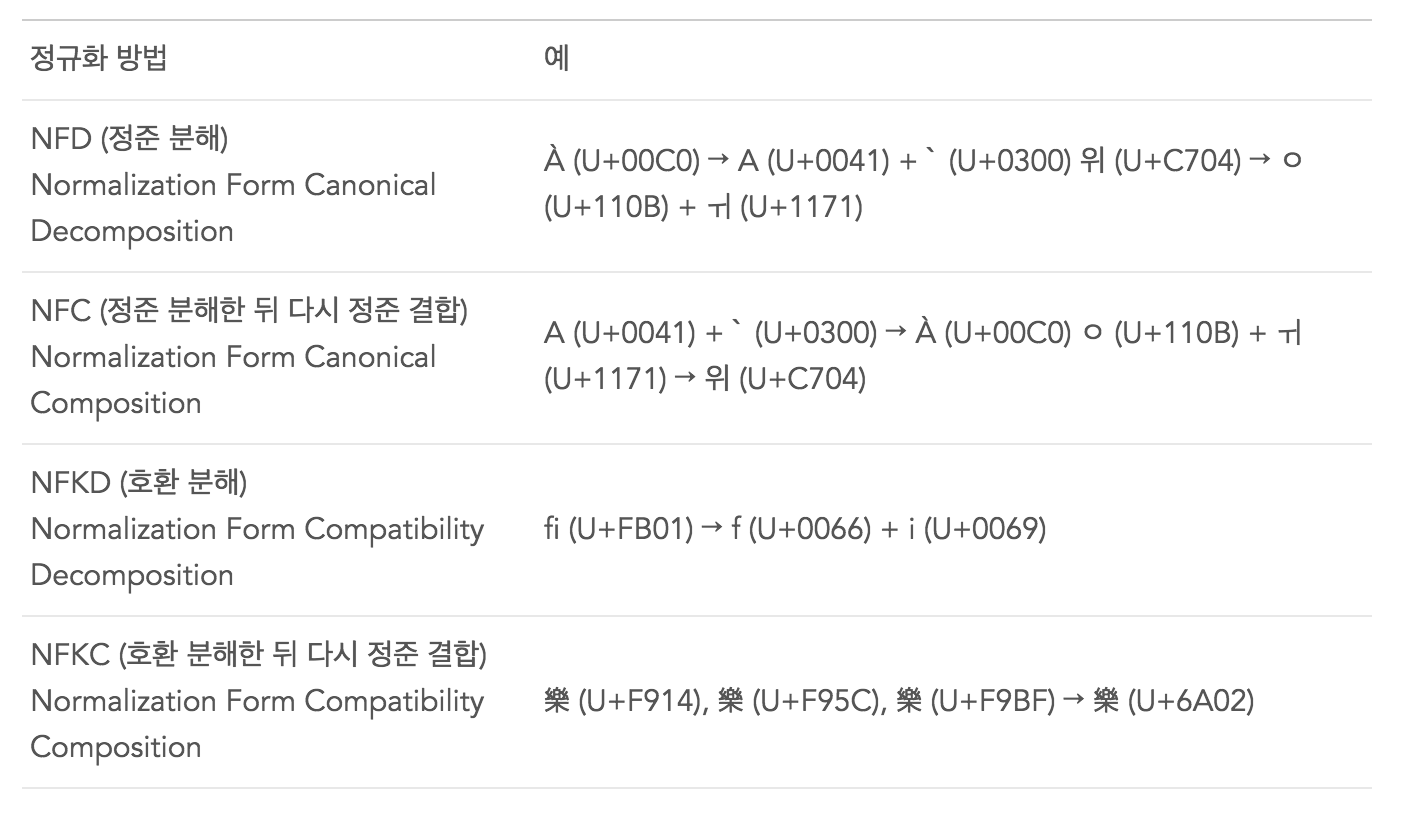 정규화 방법
예
NFD (정준 분해)
Normalization Form Canonical
Decomposition
À (U+00C0) → A (U+0041) + ` (U+0300) 위 (U+C704) → ㅇ
(U+110B) + ㅟ (U+1171)
NFC (정준 분해한 뒤 다시 정준 결합)
Normalization Form Canonical
Composition
A (U+0041) + ` (U+0300) → À (U+00C0) ㅇ (U+110B) + ㅟ
(U+1171) → 위 (U+C704)
NFKD (호환 분해)
Normalization Form Compatibility
Decomposition
ﬁ (U+FB01) → f (U+0066) + i (U+0069)
NFKC (호환 분해한 뒤 다시 정준 결합)
Normalization Form Compatibility
Composition
樂 (U+F914), 樂 (U+F95C), 樂 (U+F9BF) → 樂 (U+6A02)